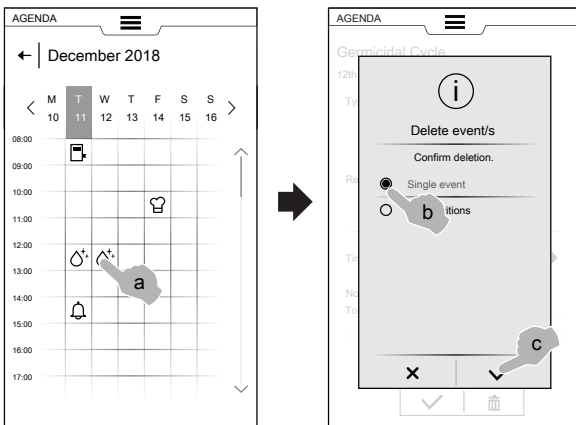 AGENDA
December 2018
M T W T F S S
10 11 12 13 14 15 16
08:00
09:00
10:00
11:00
12:00
13:00
14:00
15:00
16:00
17:00
a
AGENDA
Germicidal Cycle
12th
Delete event/s
Confirm deletion.
Single event
b
c